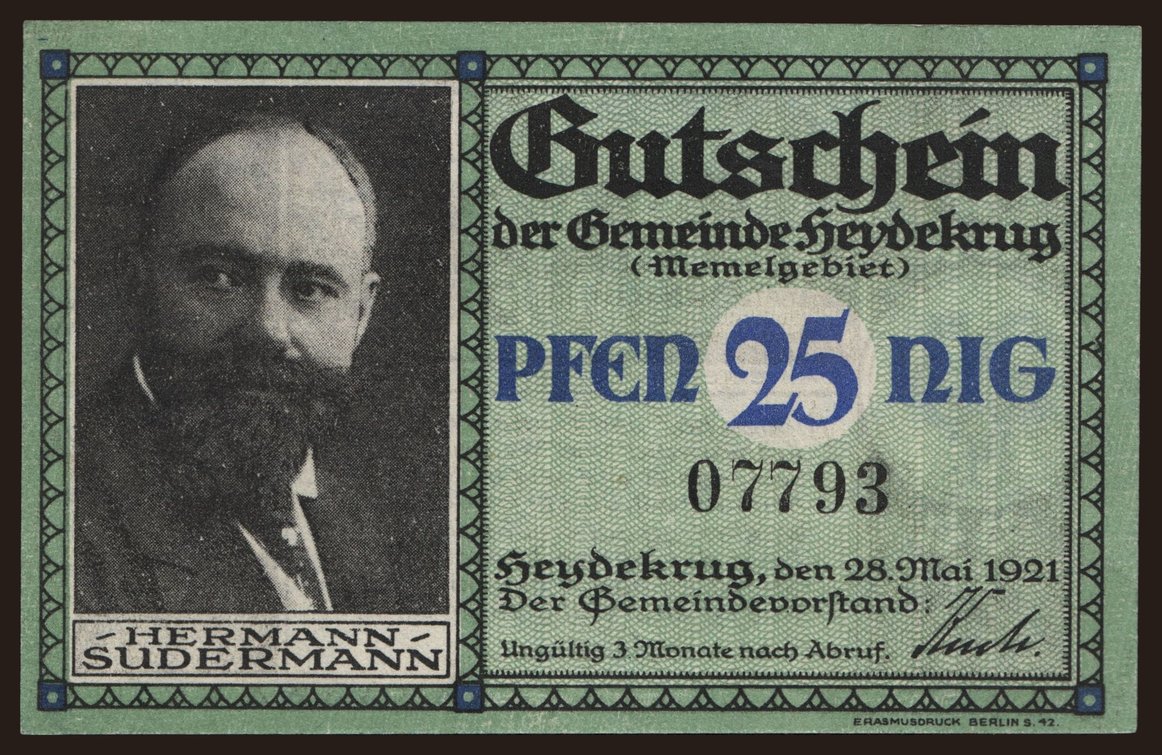 HERMANN
SUDERMANN
Gutschein
der Gemeinde Heydekrug
(Memelgebiet)
PFEN 25 NIG
07793
Heydekrug, den 28. Mai 1921
Der Gemeindevorstand:
Ungültig 3 Monate nach Abruf.
ERASMUSDRUCK BERLIN S. 42.